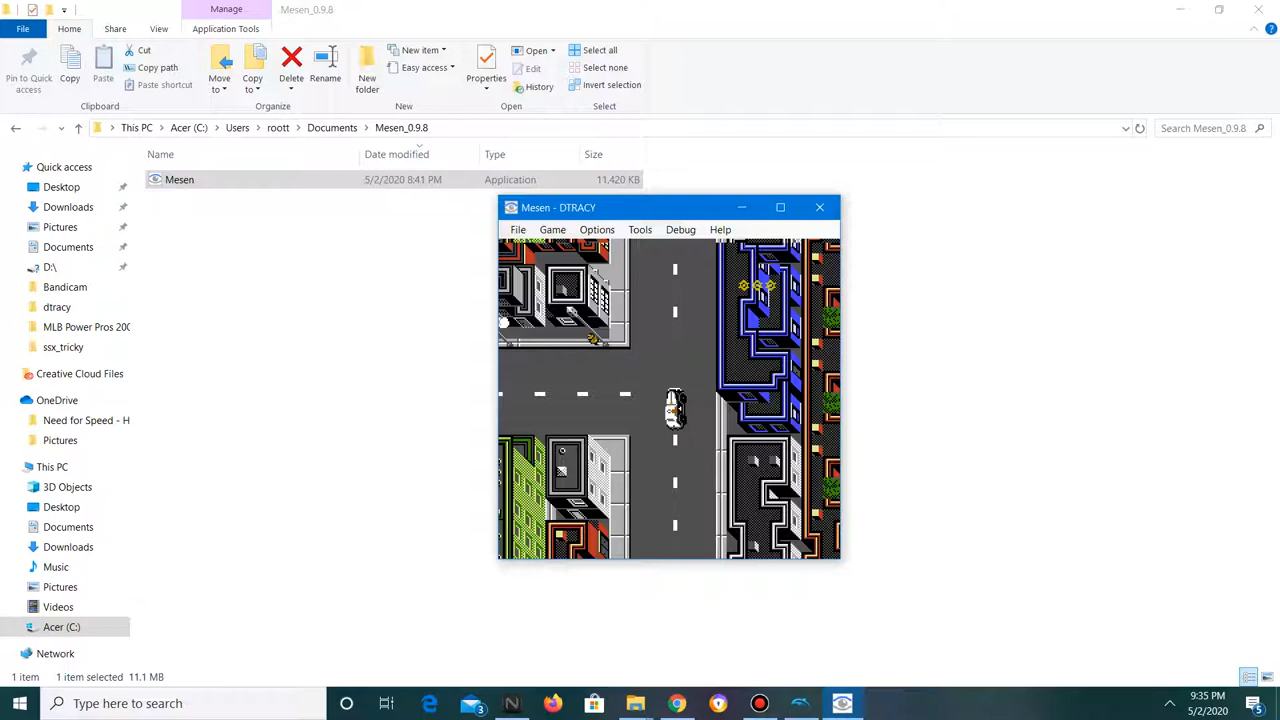 Manage
Mesen_0.9.8
File
Home
Share
View
Application Tools
Pin to Quick access
Copy
Paste
Cut
Copy path
Paste shortcut
Clipboard
Move to
Copy to
Delete
Rename
Organize
New folder
New item
Easy access
New
Properties
Open
Edit
History
Open
Select all
Select none
Invert selection
Select
This PC
Acer (C:)
Users
roott
Documents
Mesen_0.9.8
Search Mesen_0.9.8
Name
Date modified
Type
Size
Mesen
5/2/2020 8:41 PM
Application
11,420 KB
Quick access
Desktop
Downloads
Pictures
Documents
D:\
Bandicam
dtracy
MLB Power Pros 200
ssx_tricky
Creative Cloud Files
OneDrive
Need for Speed - H
Pictures
This PC
3D Objects
Desktop
Documents
Downloads
Music
Pictures
Videos
Acer (C:)
Network
Mesen - DTRACY
File
Game
Options
Tools
Debug
Help
1 item
1 item selected 11.1 MB
Type here to search
3
9:35 PM
5/2/2020
5